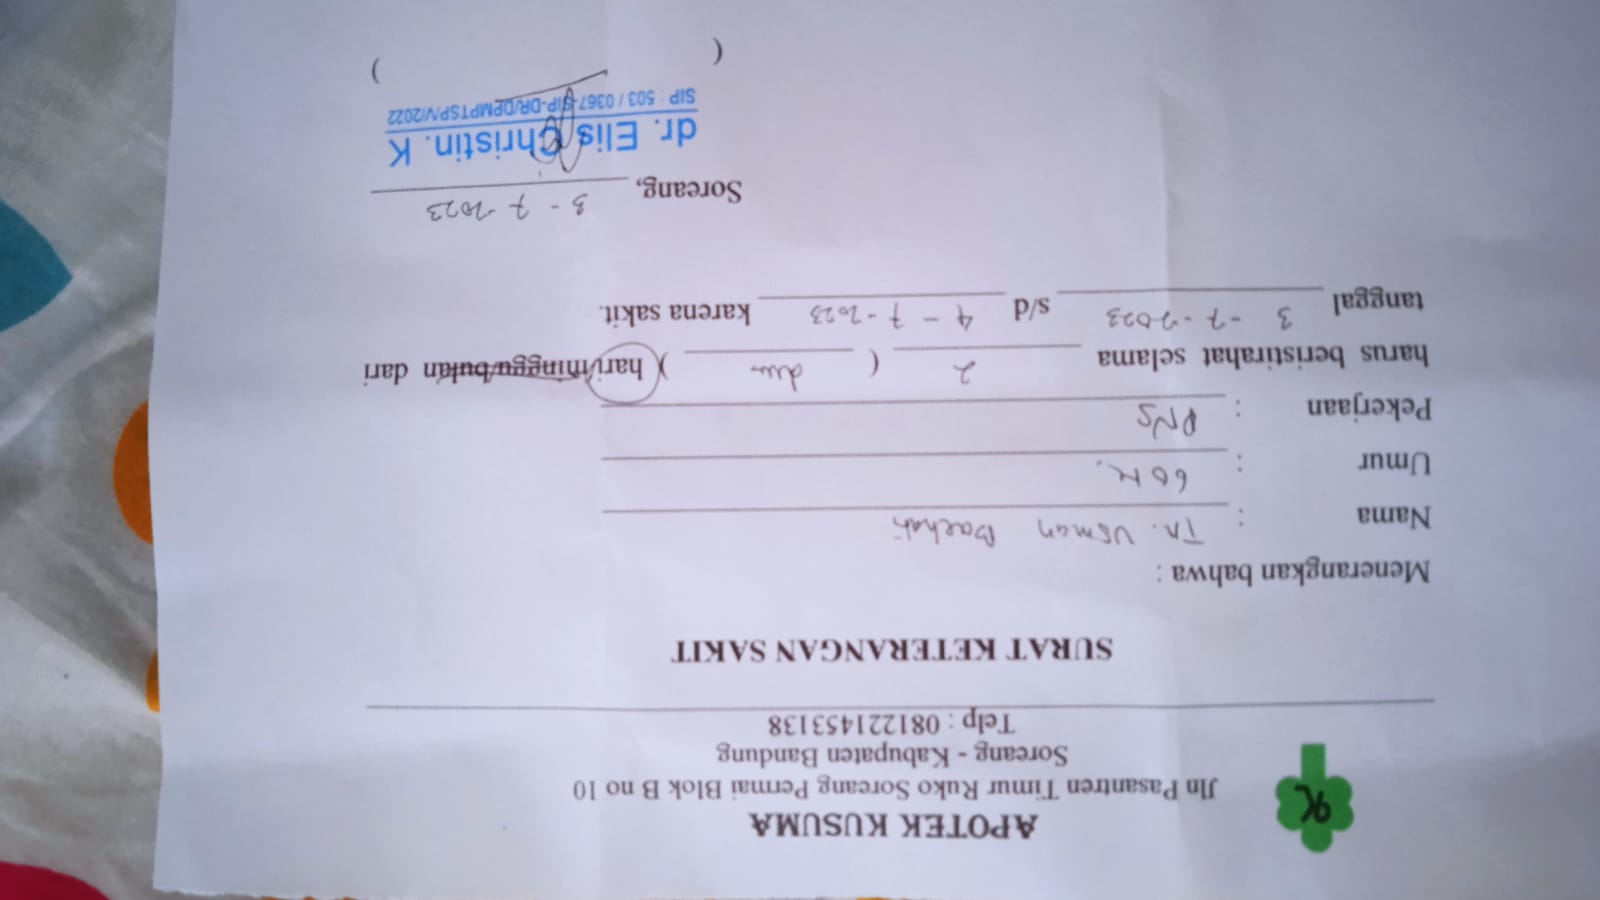 APOTEK KUSUMA
Jln Pasantren Timur Ruko Soreang Permai Blok B no 10
Soreang - Kabupaten Bandung
Telp : 081221453138
SURAT KETERANGAN SAKIT
Menerangkan bahwa :
Nama : Tn. Usman Bachdi
Umur : 60
Pekerjaan : PNS
harus beristirahat selama 2 ( dua ) hari/minggu/bulan dari
tanggal 3 - 7 - 2023 s/d 4 - 7 - 2023 karena sakit.
Soreang, 3 - 7 - 2023
dr. Elis Christin. K
SIP : 503 / 0367-SIP-DR/DPMPTSP/V/2022
( )